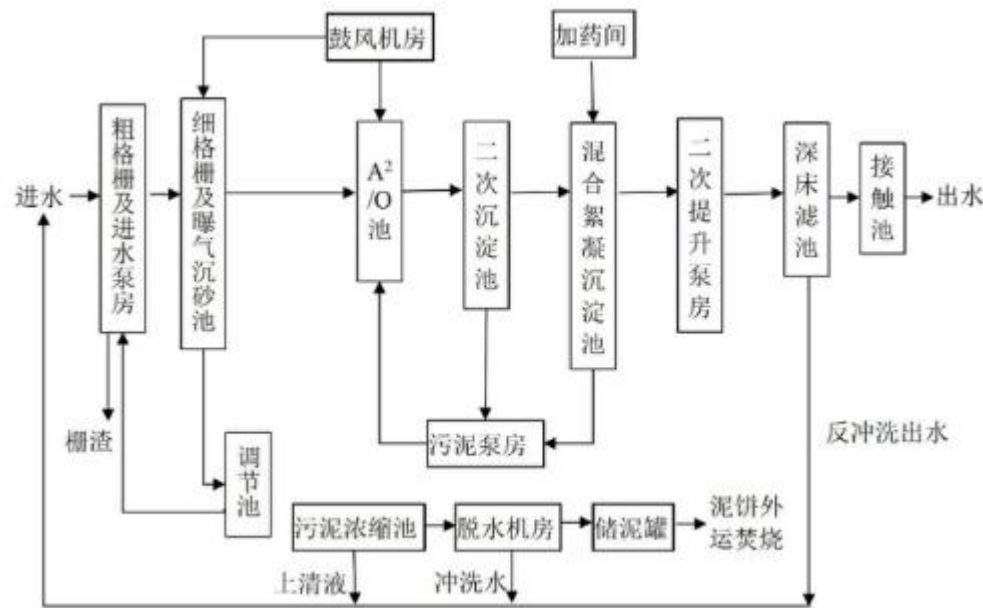 鼓风机房
加药间
进水
粗格栅及进水泵房
细格栅及曝气沉砂池
A²
/O
池
二次沉淀池
混合絮凝沉淀池
二次提升泵房
深床滤池
接触池
出水
栅渣
调节池
污泥泵房
反冲洗出水
污泥浓缩池
脱水机房
储泥罐
泥饼外
运焚烧
上清液
冲洗水